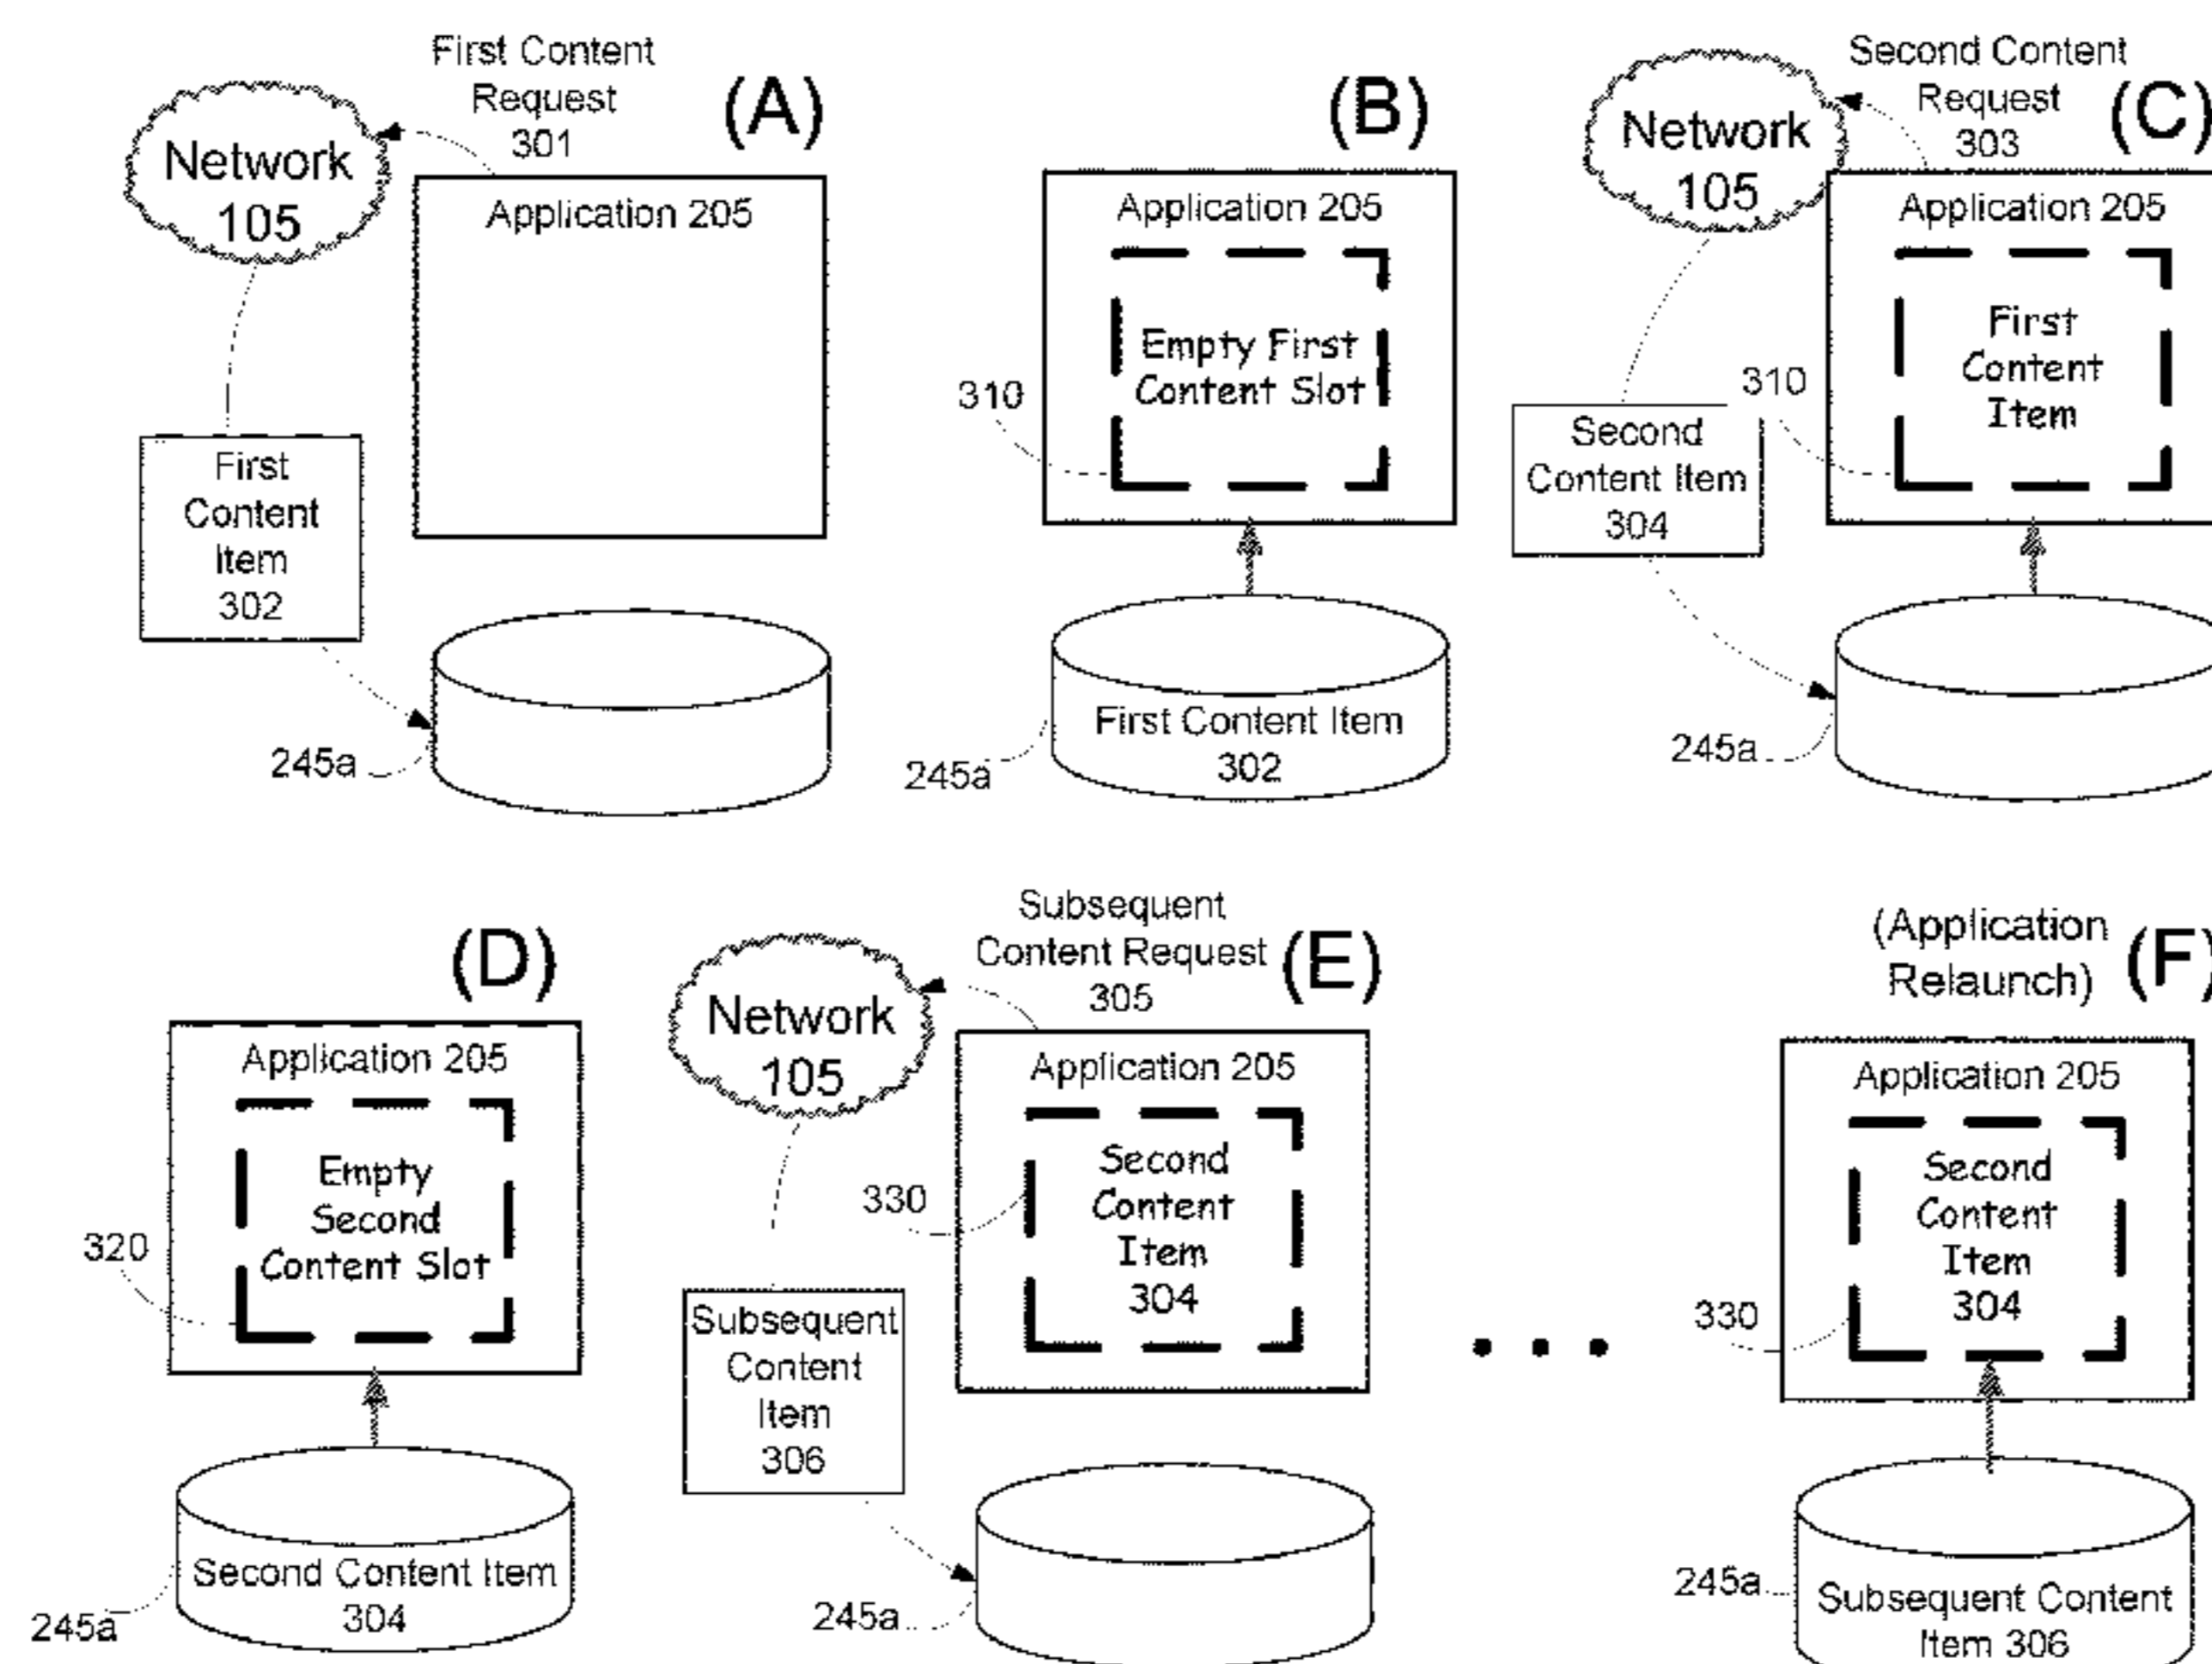 First Content
Request
301
(A)
Network
105
Application 205
First
Content
Item
302
245a
(B)
Application 205
Empty First
Content Slot
310
First Content Item
302
245a
Second Content
Request
303
(C)
Network
105
Application 205
First
Content
Item
310
Second
Content Item
304
245a
(D)
Application 205
Empty
Second
Content Slot
320
Second Content Item
304
245a
Subsequent
Content Request
305
(E)
Network
105
Application 205
Second
Content
Item
304
330
Subsequent
Content
Item
306
245a
(Application
Relaunch)
(F)
Application 205
Second
Content
Item
304
330
245a
Subsequent Content
Item 306